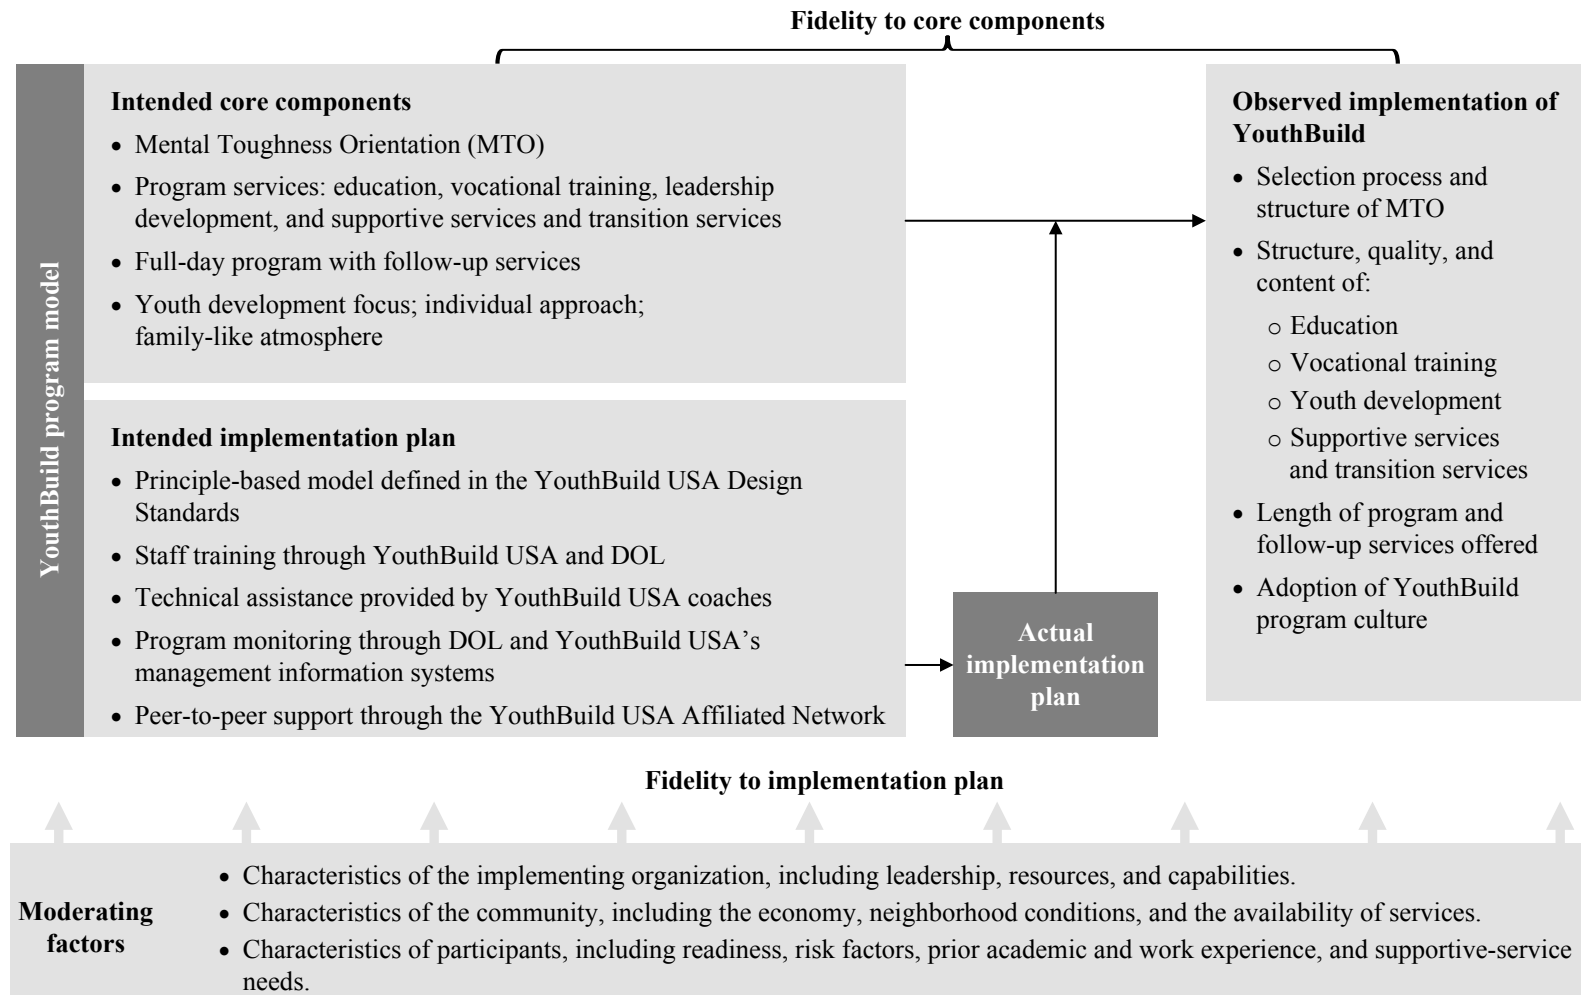 Fidelity to core components
YouthBuild program model
Intended core components
• Mental Toughness Orientation (MTO)
• Program services: education, vocational training, leadership
development, and supportive services and transition services
• Full-day program with follow-up services
• Youth development focus; individual approach;
family-like atmosphere
Intended implementation plan
• Principle-based model defined in the YouthBuild USA Design
Standards
• Staff training through YouthBuild USA and DOL
• Technical assistance provided by YouthBuild USA coaches
• Program monitoring through DOL and YouthBuild USA’s
management information systems
• Peer-to-peer support through the YouthBuild USA Affiliated Network
Actual
implementation
plan
Observed implementation of
YouthBuild
• Selection process and
structure of MTO
• Structure, quality, and
content of:
o Education
o Vocational training
o Youth development
o Supportive services
and transition services
• Length of program and
follow-up services offered
• Adoption of YouthBuild
program culture
Fidelity to implementation plan
Moderating
factors
• Characteristics of the implementing organization, including leadership, resources, and capabilities.
• Characteristics of the community, including the economy, neighborhood conditions, and the availability of services.
• Characteristics of participants, including readiness, risk factors, prior academic and work experience, and supportive-service
needs.